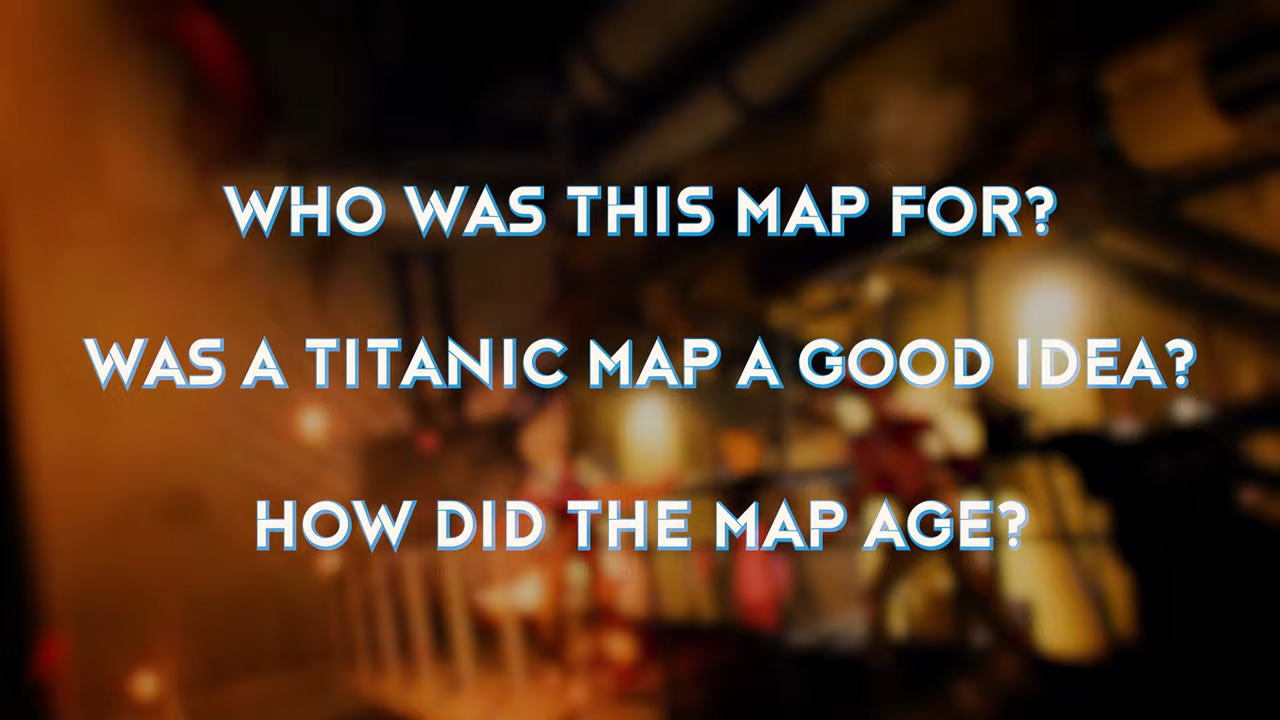 WHO WAS THIS MAP FOR?
WAS A TITANIC MAP A GOOD IDEA?
HOW DID THE MAP AGE?